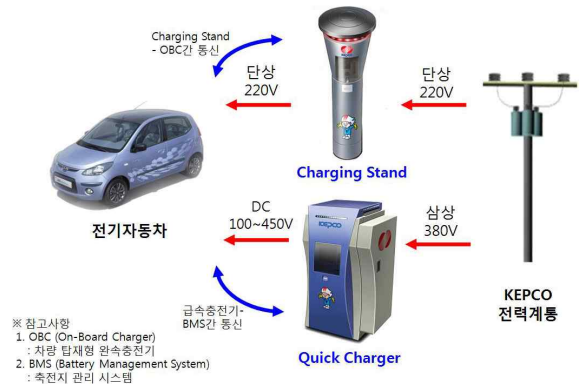 Charging Stand
- OBC간 통신
단상
220V
단상
220V
Charging Stand
전기자동차
DC
100~450V
KEPCO
삼상
380V
급속충전기-
BMS간 통신
Quick Charger
KEPCO
전력계통
※ 참고사항
1. OBC (On-Board Charger)
: 차량 탑재형 완속충전기
2. BMS (Battery Management System)
: 축전지 관리 시스템